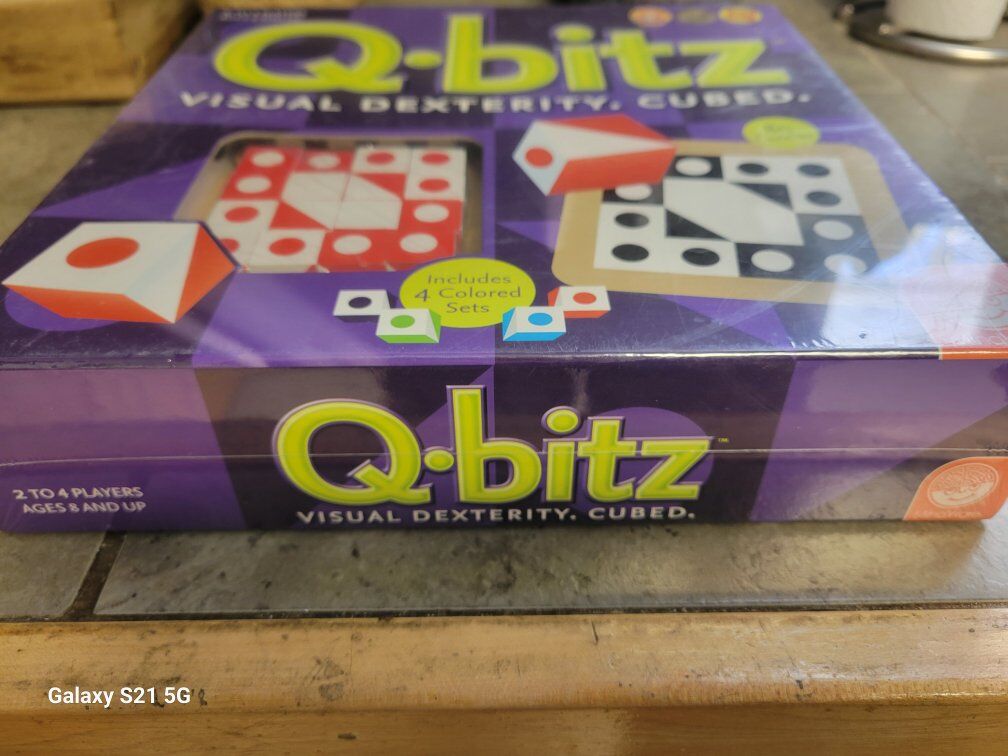 Q•bitz
VISUAL DEXTERITY. CUBED.
Includes
4 Colored
Sets
Q•bitz™
VISUAL DEXTERITY. CUBED.
2 TO 4 PLAYERS
AGES 8 AND UP
Galaxy S21 5G